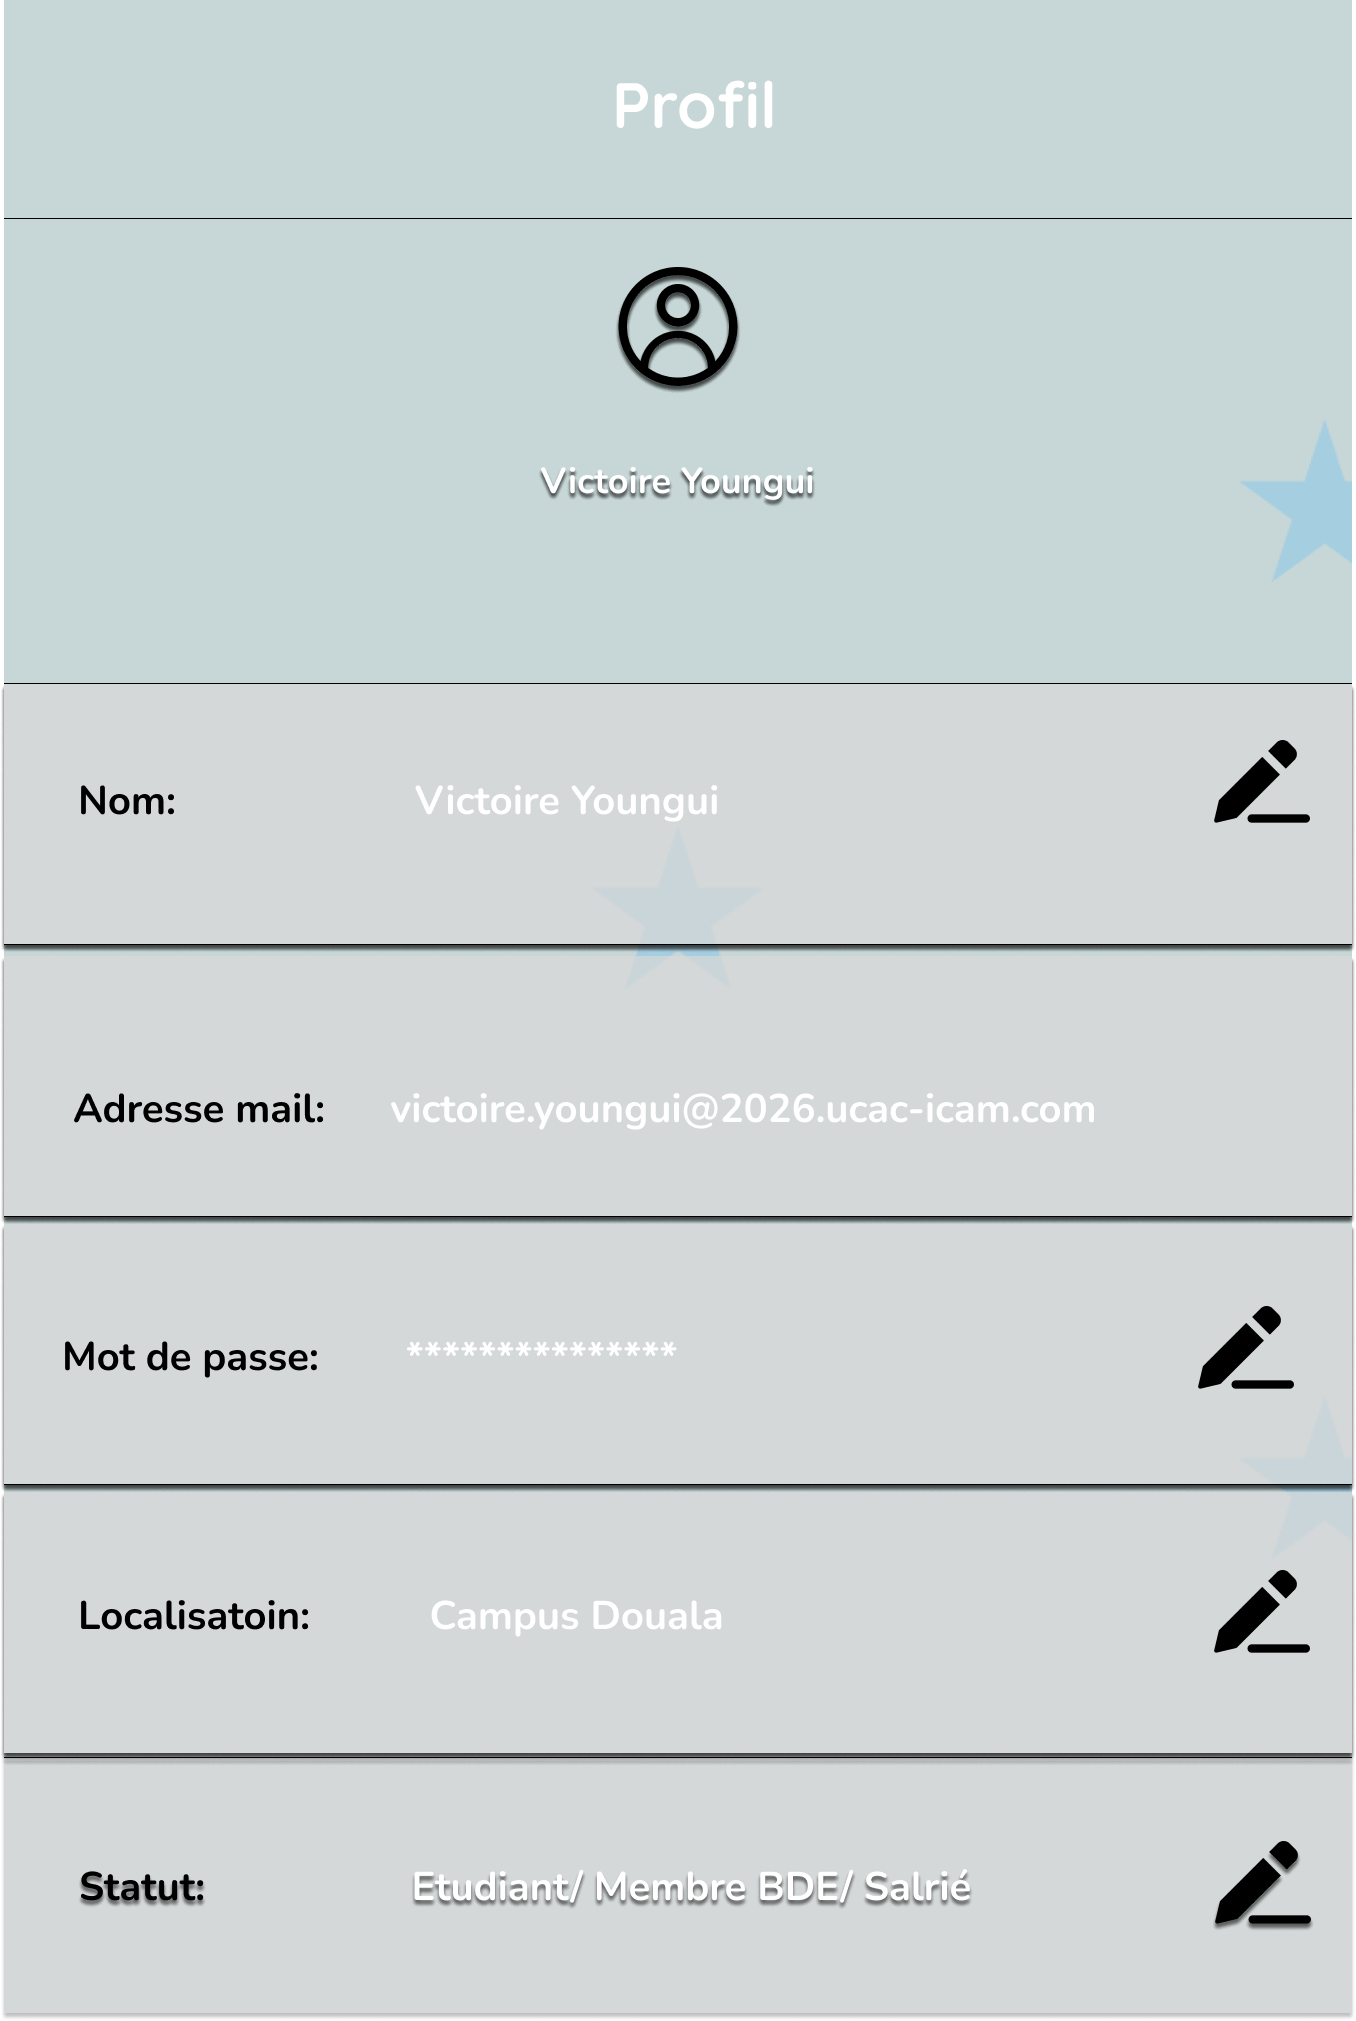 Profil
Victoire Youngui
Nom: Victoire Youngui
Adresse mail: victoire.youngui@2026.ucac-icam.com
Mot de passe: ***************
Localisatoin: Campus Douala
Statut: Etudiant/ Membre BDE/ Salrié